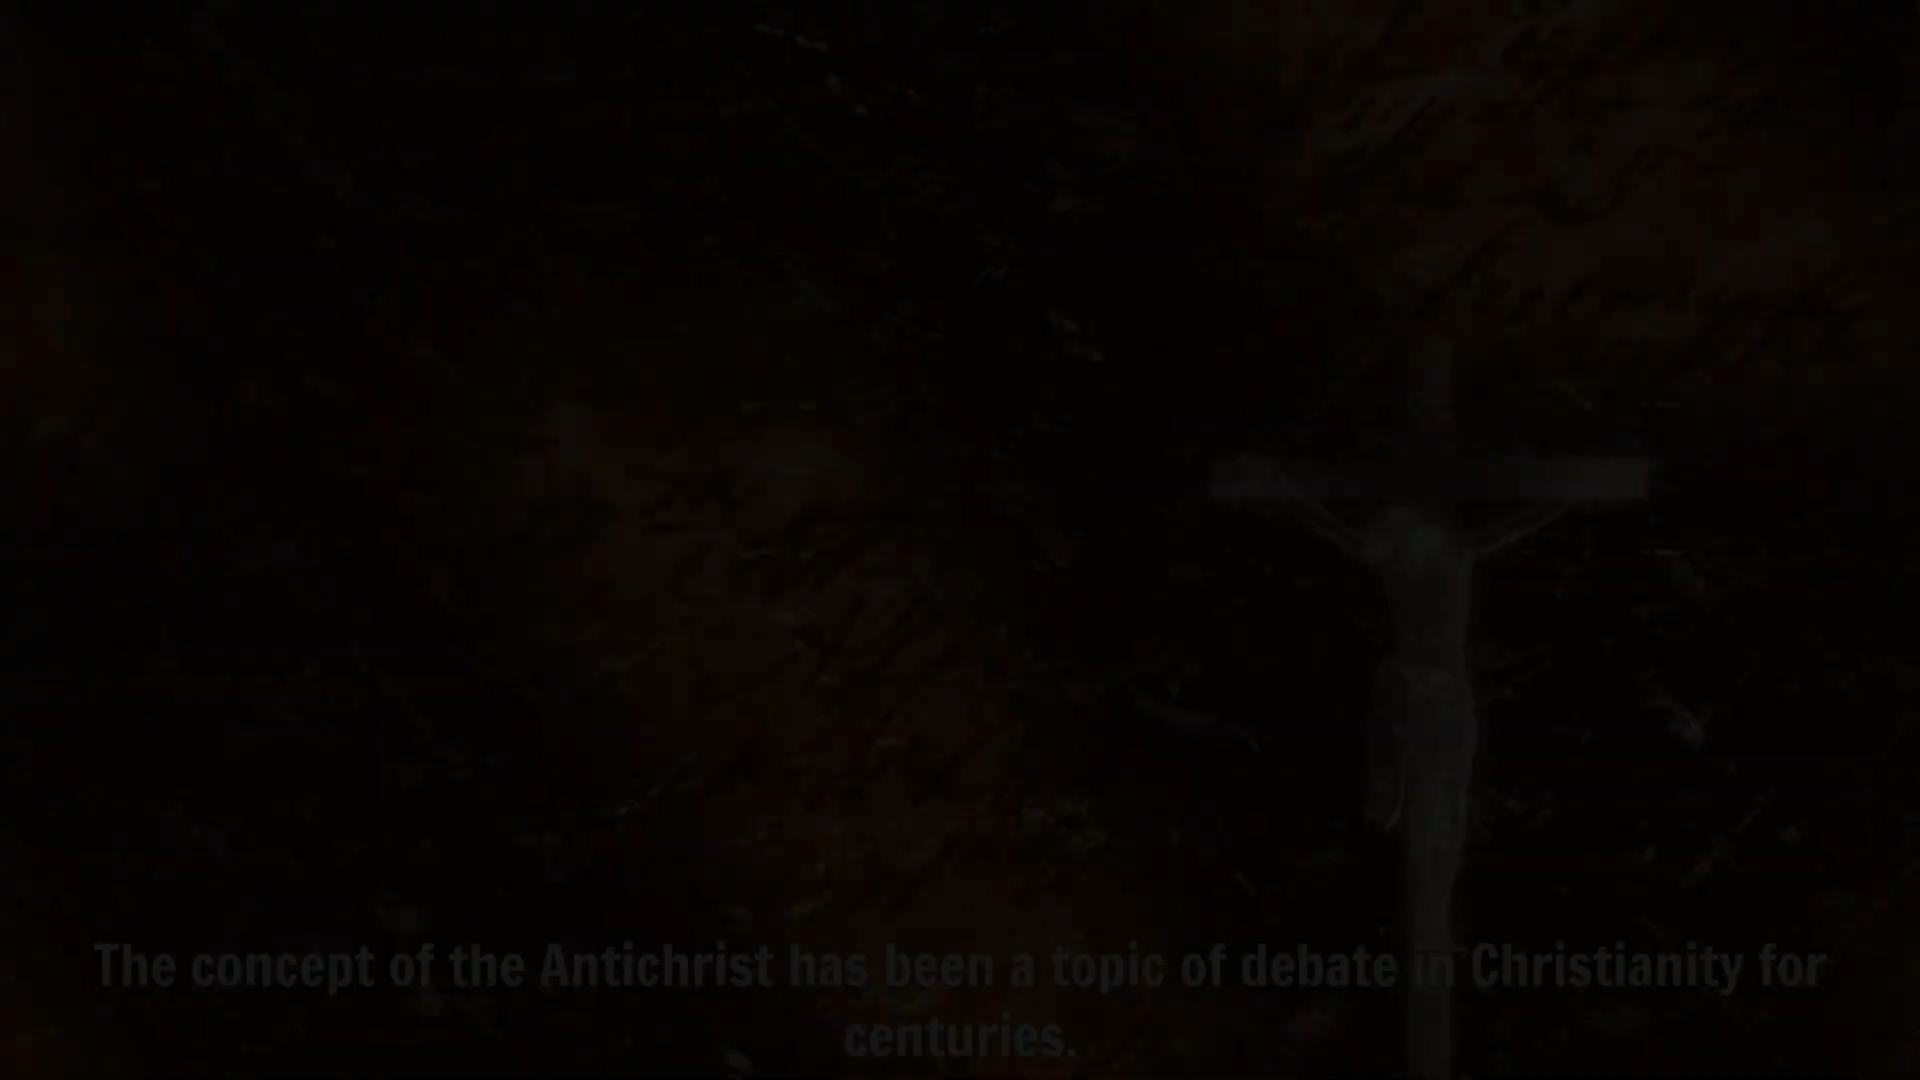 The concept of the Antichrist has been a topic of debate in Christianity for
centuries.